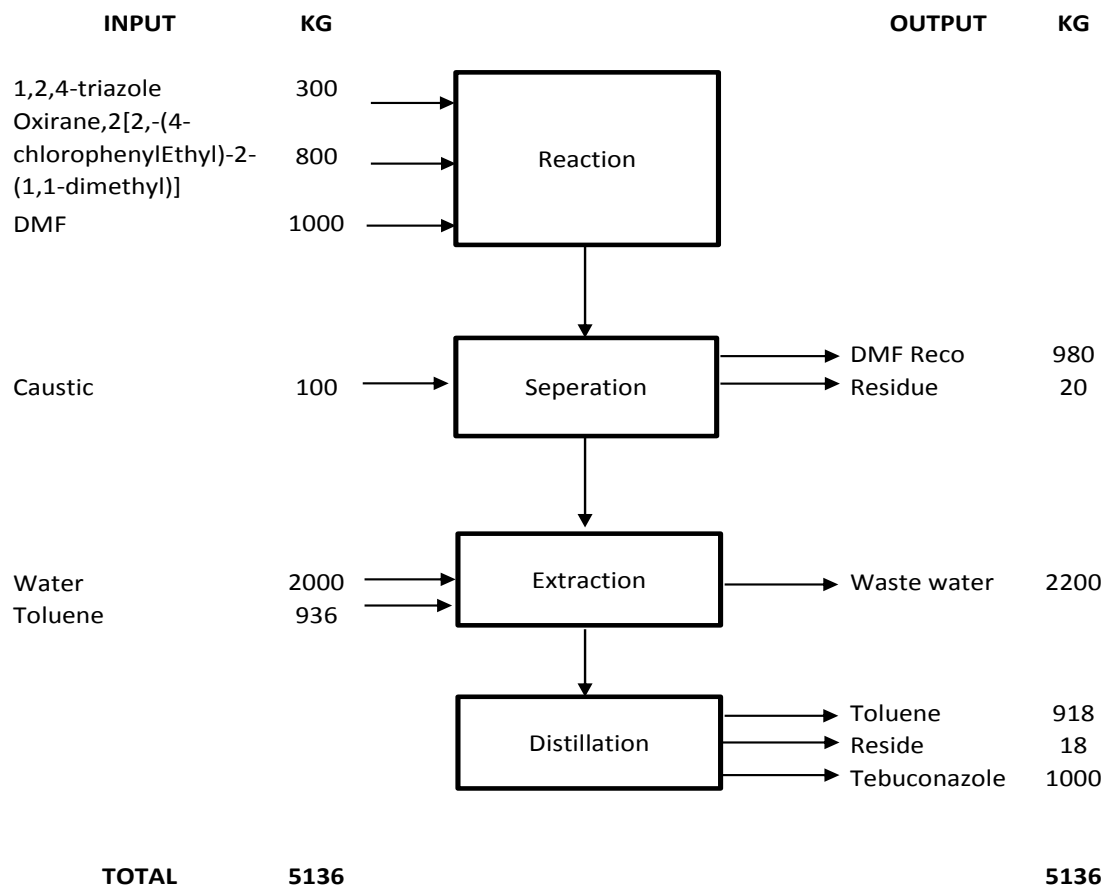 INPUT KG OUTPUT KG
1,2,4-triazole 300
Oxirane,2[2,-(4-
chlorophenylEthyl)-2- 800
(1,1-dimethyl)]
DMF 1000
Reaction
DMF Reco 980
Caustic 100 Seperation Residue 20
Water 2000 Extraction Waste water 2200
Toluene 936
Toluene 918
Distillation Reside 18
Tebuconazole 1000
TOTAL 5136 5136